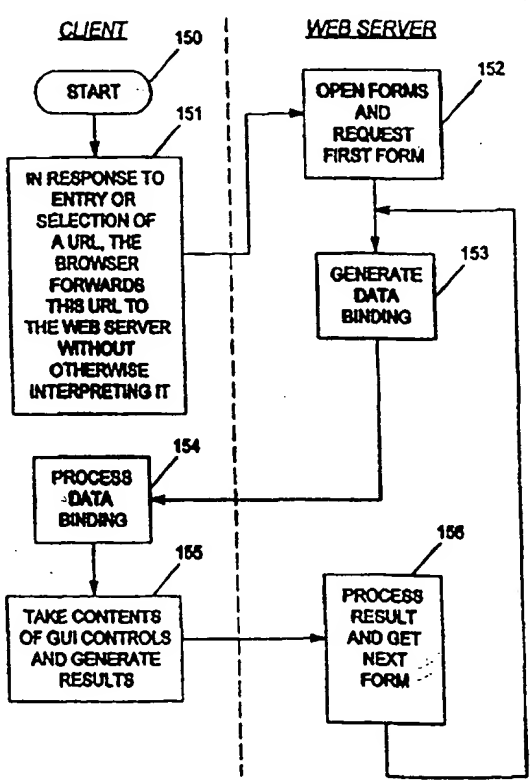 CLIENT
WEB SERVER
150
START
151
IN RESPONSE TO
ENTRY OR
SELECTION OF
A URL, THE
BROWSER
FORWARDS
THIS URL TO
THE WEB SERVER
WITHOUT
OTHERWISE
INTERPRETING IT
152
OPEN FORMS
AND
REQUEST
FIRST FORM
153
GENERATE
DATA
BINDING
154
PROCESS
DATA
BINDING
155
TAKE CONTENTS
OF GUI CONTROLS
AND GENERATE
RESULTS
156
PROCESS
RESULT
AND GET
NEXT
FORM